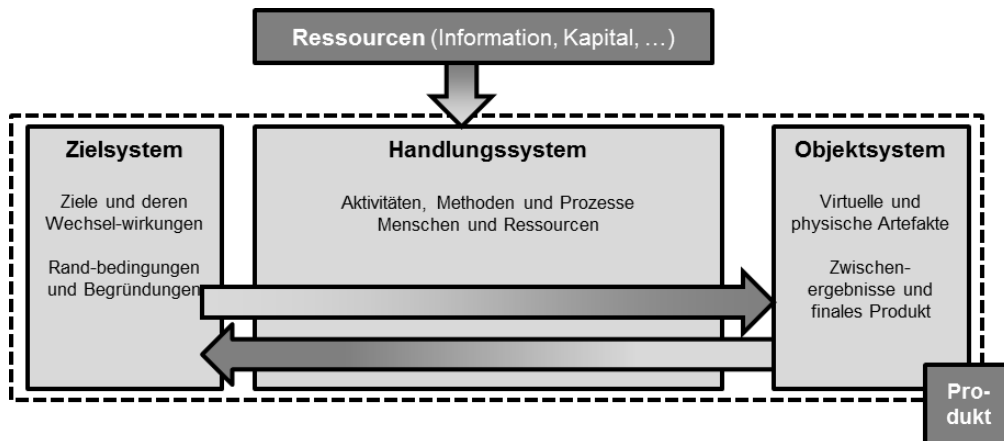 Ressourcen (Information, Kapital, …)
Zielsystem
Ziele und deren
Wechsel-wirkungen
Rand-bedingungen
und Begründungen
Handlungssystem
Aktivitäten, Methoden und Prozesse
Menschen und Ressourcen
Objektsystem
Virtuelle und
physische Artefakte
Zwischen-
ergebnisse und
finales Produkt
Pro-
dukt